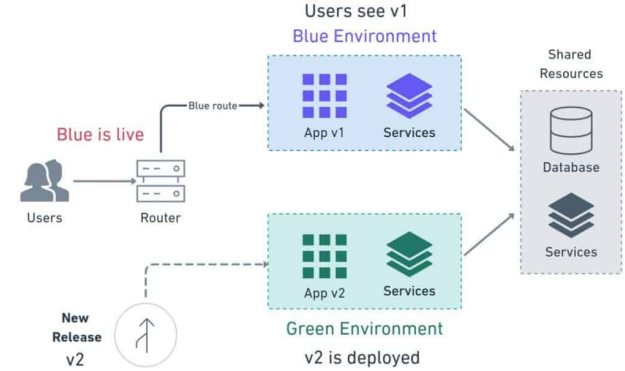 Users see v1
Blue Environment
Shared
Resources
Blue is live
Blue route
App v1
Services
Database
Users
Router
Services
App v2
Services
New
Release
v2
Green Environment
v2 is deployed